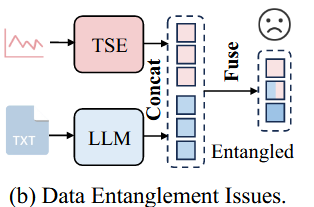 TSE
TXT
LLM
Concat
Fuse
Entangled
(b) Data Entanglement Issues.